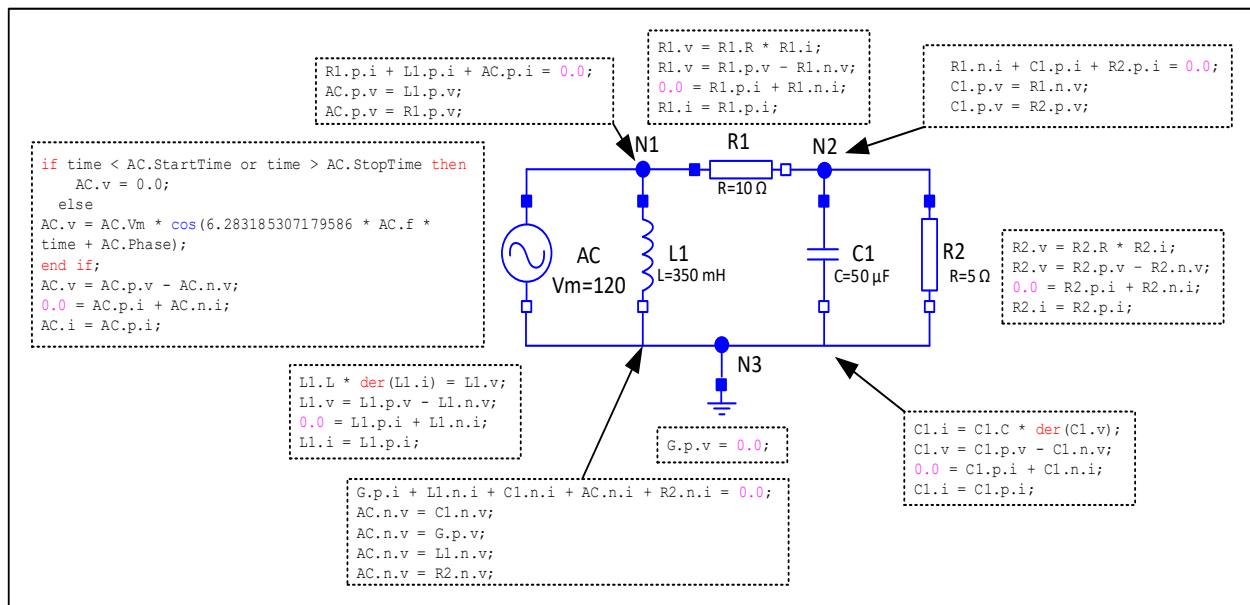 R1.v = R1.R * R1.i;
R1.v = R1.p.v - R1.n.v;
0.0 = R1.p.i + R1.n.i;
R1.i = R1.p.i;
R1.p.i + L1.p.i + AC.p.i = 0.0;
AC.p.v = L1.p.v;
AC.p.v = R1.p.v;
R1.n.i + C1.p.i + R2.p.i = 0.0;
C1.p.v = R1.n.v;
C1.p.v = R2.p.v;
if time < AC.StartTime or time > AC.StopTime then
AC.v = 0.0;
else
AC.v = AC.Vm * cos(6.283185307179586 * AC.f *
time + AC.Phase);
end if;
AC.v = AC.p.v - AC.n.v;
0.0 = AC.p.i + AC.n.i;
AC.i = AC.p.i;
N1
R1
R=10 Ω
N2
AC
Vm=120
L1
L=350 mH
C1
C=50 µF
R2
R=5 Ω
R2.v = R2.R * R2.i;
R2.v = R2.p.v - R2.n.v;
0.0 = R2.p.i + R2.n.i;
R2.i = R2.p.i;
N3
L1.L * der(L1.i) = L1.v;
L1.v = L1.p.v - L1.n.v;
0.0 = L1.p.i + L1.n.i;
L1.i = L1.p.i;
G.p.v = 0.0;
C1.i = C1.C * der(C1.v);
C1.v = C1.p.v - C1.n.v;
0.0 = C1.p.i + C1.n.i;
C1.i = C1.p.i;
G.p.i + L1.n.i + C1.n.i + AC.n.i + R2.n.i = 0.0;
AC.n.v = C1.n.v;
AC.n.v = G.p.v;
AC.n.v = L1.n.v;
AC.n.v = R2.n.v;